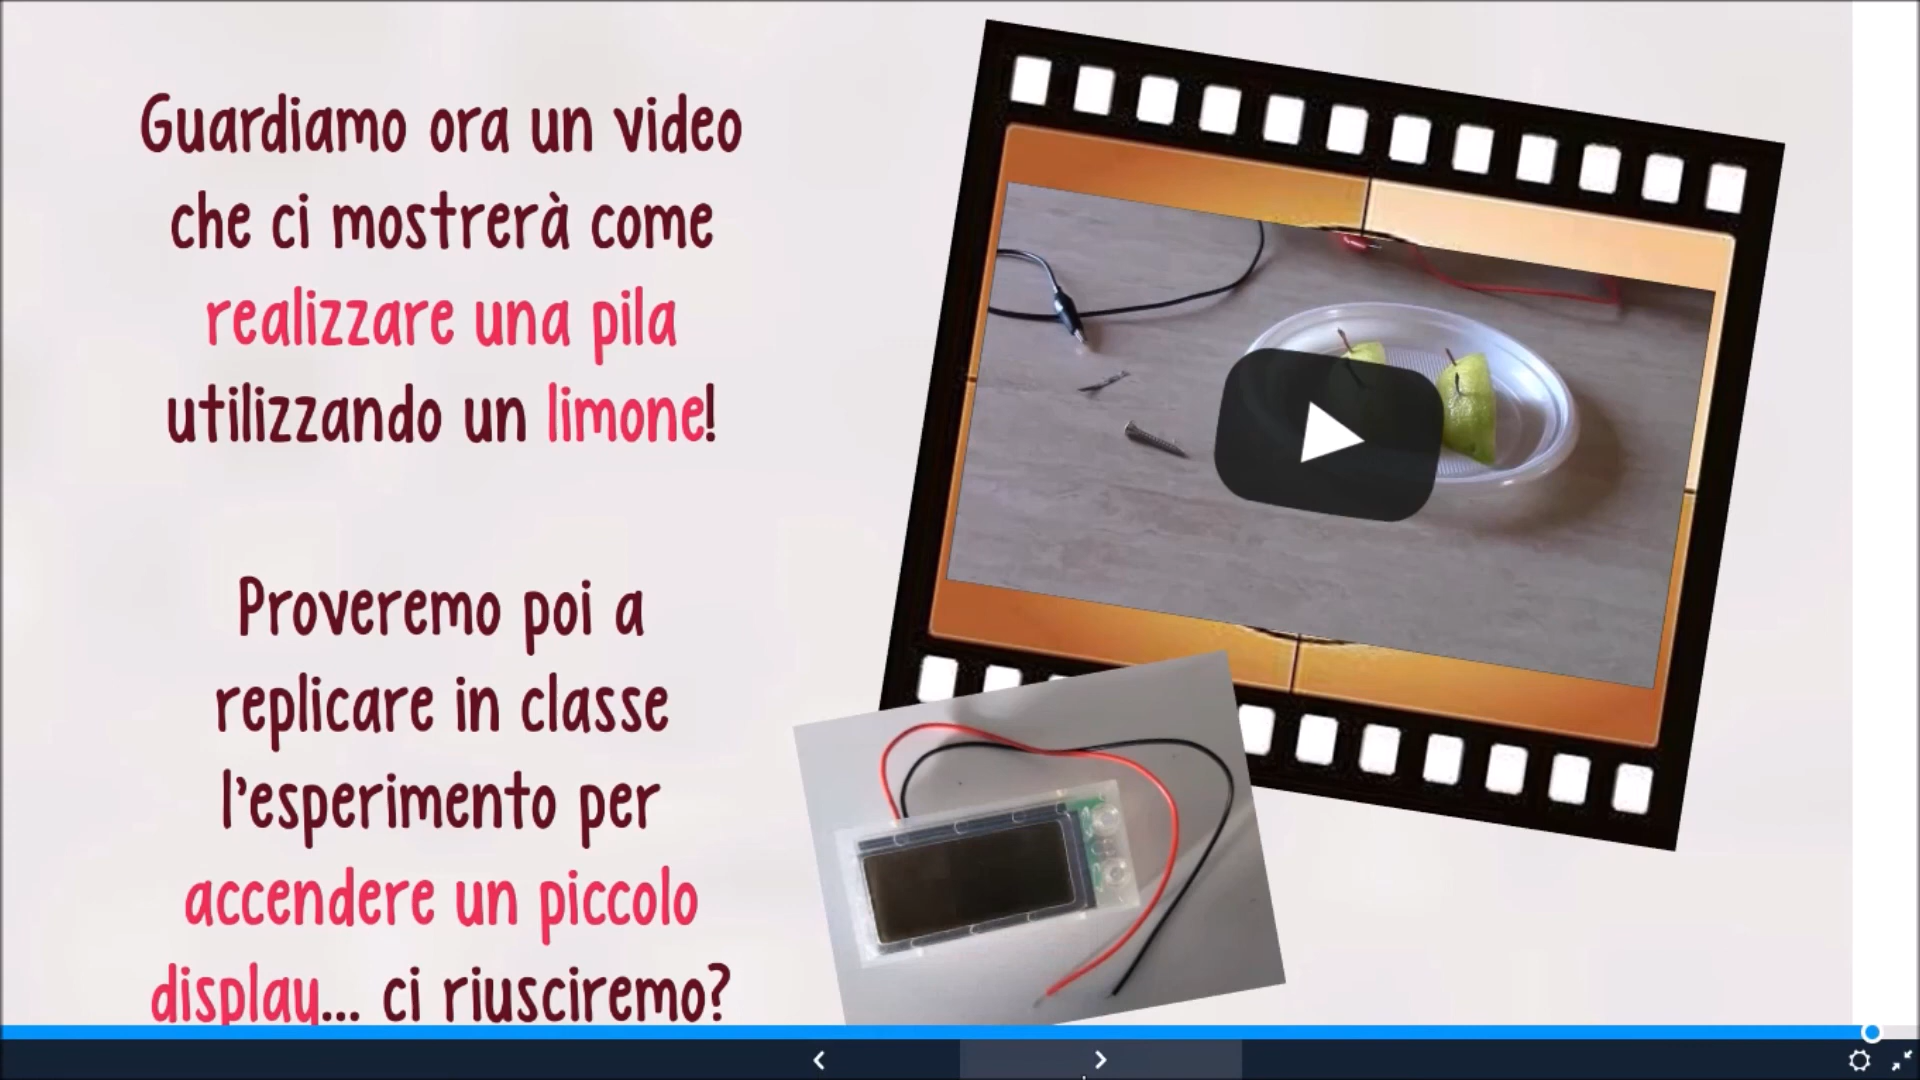 Guardiamo ora un video
che ci mostrerà come
realizzare una pila
utilizzando un limone!
Proveremo poi a
replicare in classe
l'esperimento per
accendere un piccolo
display... ci riusciremo?